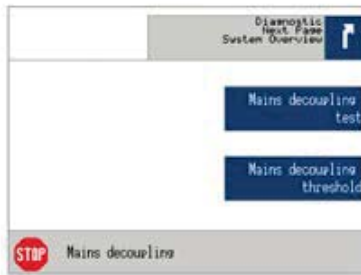 Diagnostic
Next Page
System Overview
Mains decoupling
test
Mains decoupling
threshold
STOP
Mains decoupling